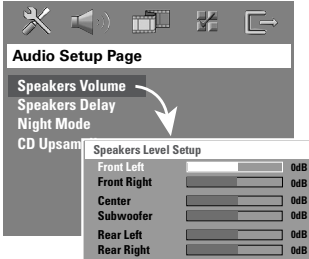 Audio Setup Page
Speakers Volume
Speakers Delay
Night Mode
CD Upsam
Speakers Level Setup
Front Left 0dB
Front Right 0dB
Center 0dB
Subwoofer 0dB
Rear Left 0dB
Rear Right 0dB